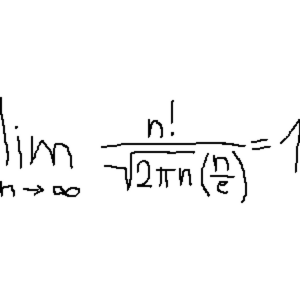 lim n→∞ n!/(√(2πn)(n/e)) = 1